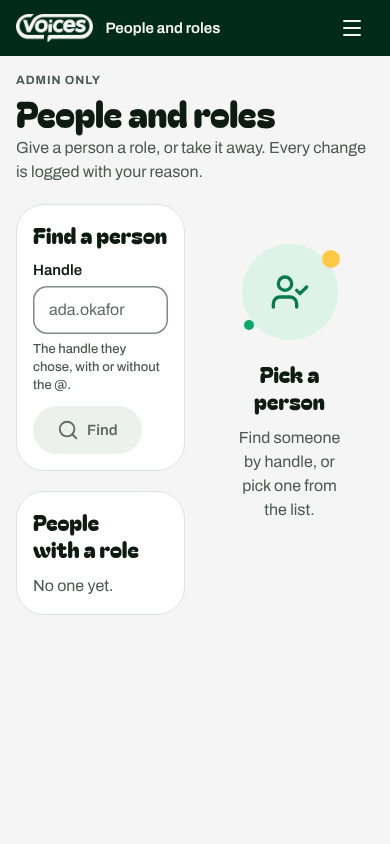 voices
People and roles
ADMIN ONLY
People and roles
Give a person a role, or take it away. Every change
is logged with your reason.
Find a person
Handle
ada.okafor
The handle they
chose, with or without
the @.
Find
People
with a role
No one yet.
Pick a
person
Find someone
by handle, or
pick one from
the list.